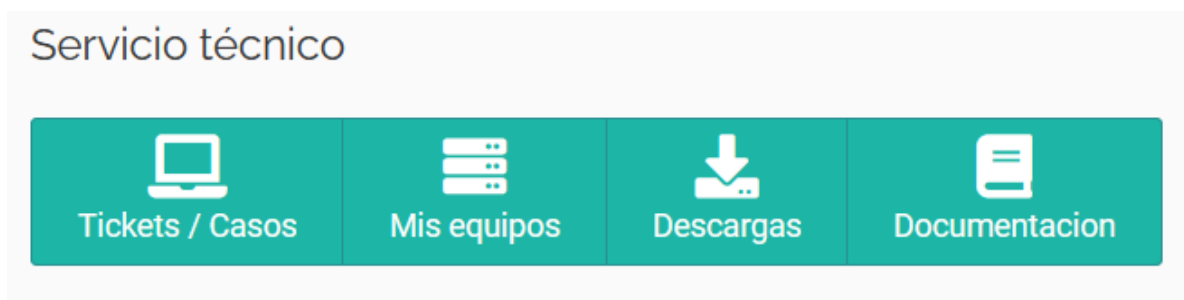 Servicio técnico
Tickets / Casos
Mis equipos
Descargas
Documentacion